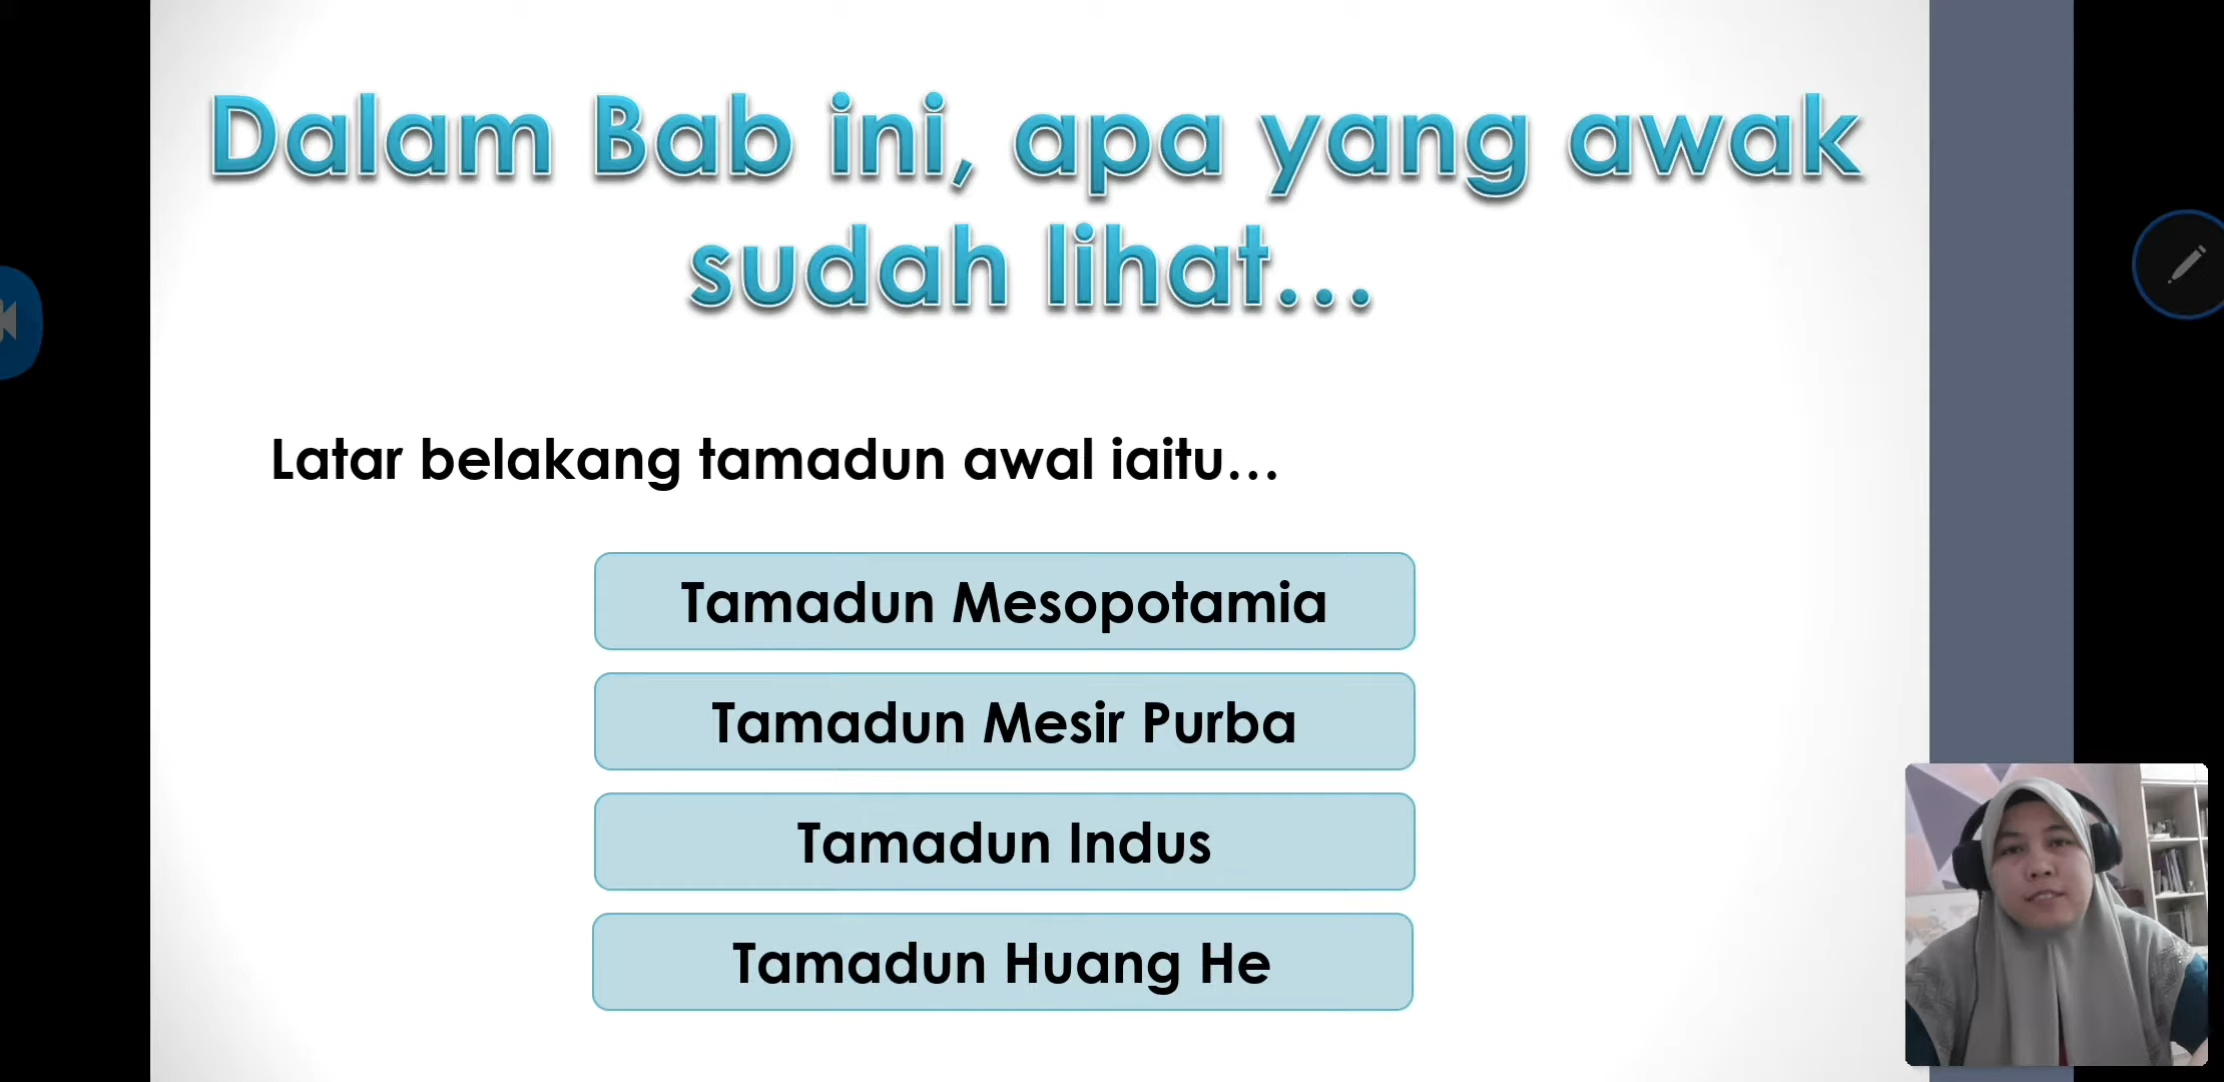 Dalam Bab ini, apa yang awak
sudah lihat...
Latar belakang tamadun awal iaitu...
Tamadun Mesopotamia
Tamadun Mesir Purba
Tamadun Indus
Tamadun Huang He